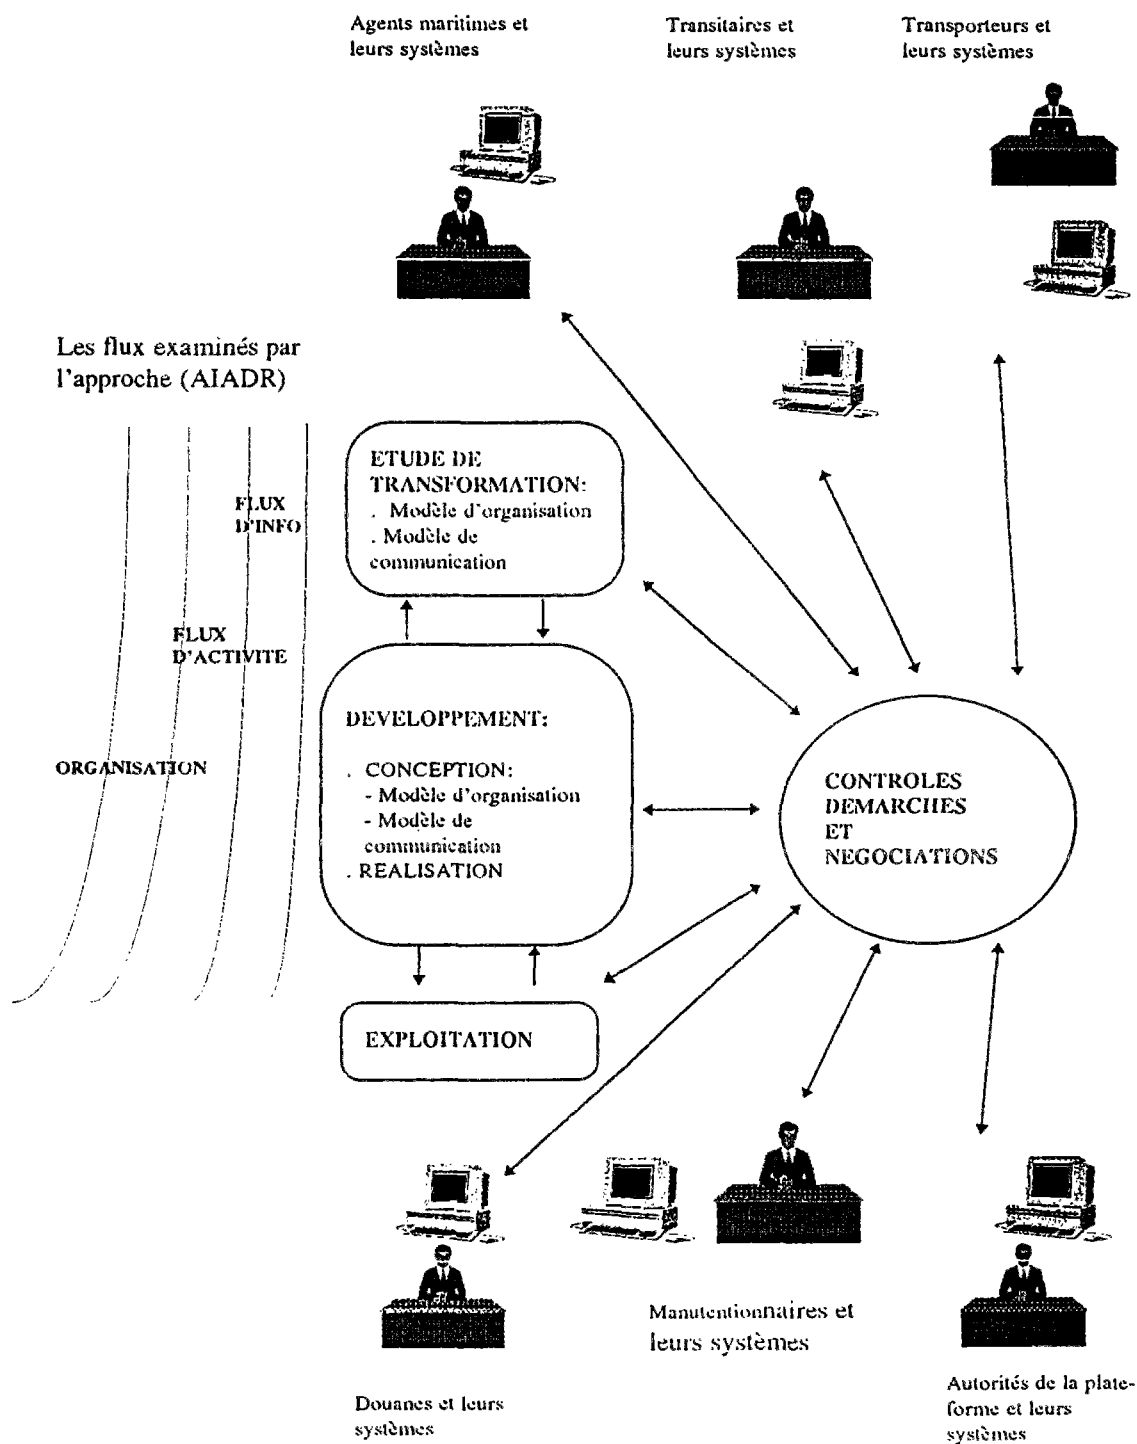 Agents maritimes et
leurs systèmes
Transitaires et
leurs systèmes
Transporteurs et
leurs systèmes
Les flux examinés par
l'approche (AIADR)
FLUX
D'INFO
FLUX
D'ACTIVITE
ORGANISATION
ETUDE DE
TRANSFORMATION:
. Modèle d'organisation
. Modèle de
communication
DEVELOPPEMENT:
. CONCEPTION:
- Modèle d'organisation
- Modèle de
communication
. REALISATION
EXPLOITATION
CONTROLES
DEMARCHES
ET
NEGOCIATIONS
Manutentionnaires et
leurs systèmes
Douanes et leurs
systèmes
Autorités de la plate-
forme et leurs
systèmes